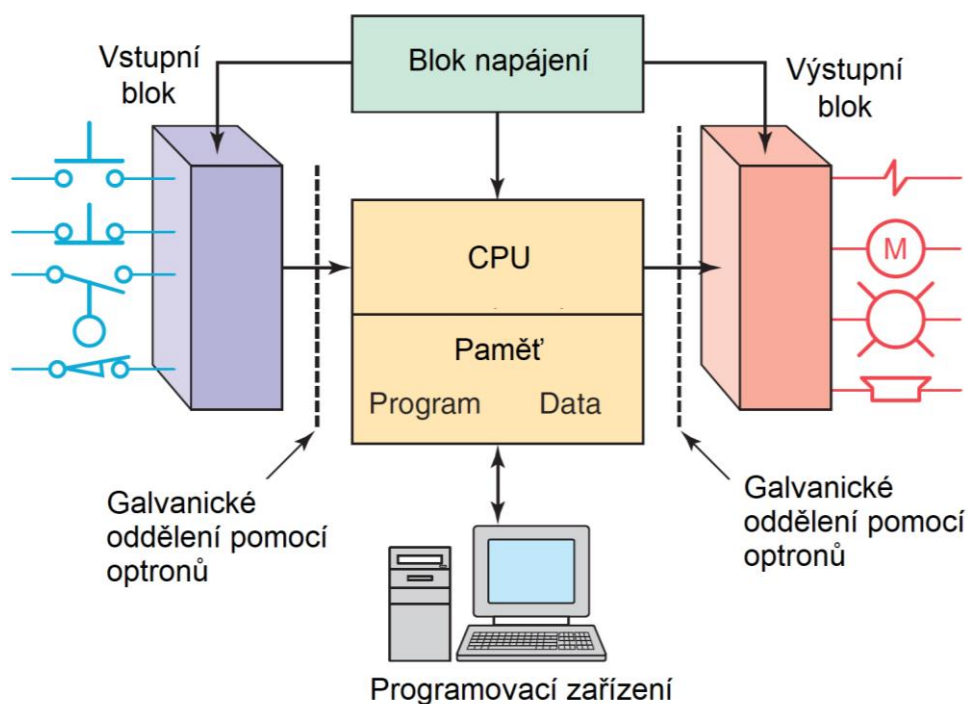 Vstupní
blok
Blok napájení
Výstupní
blok
CPU
M
Paměť
Program Data
Galvanické
oddělení pomocí
optronů
Galvanické
oddělení pomocí
optronů
Programovací zařízení